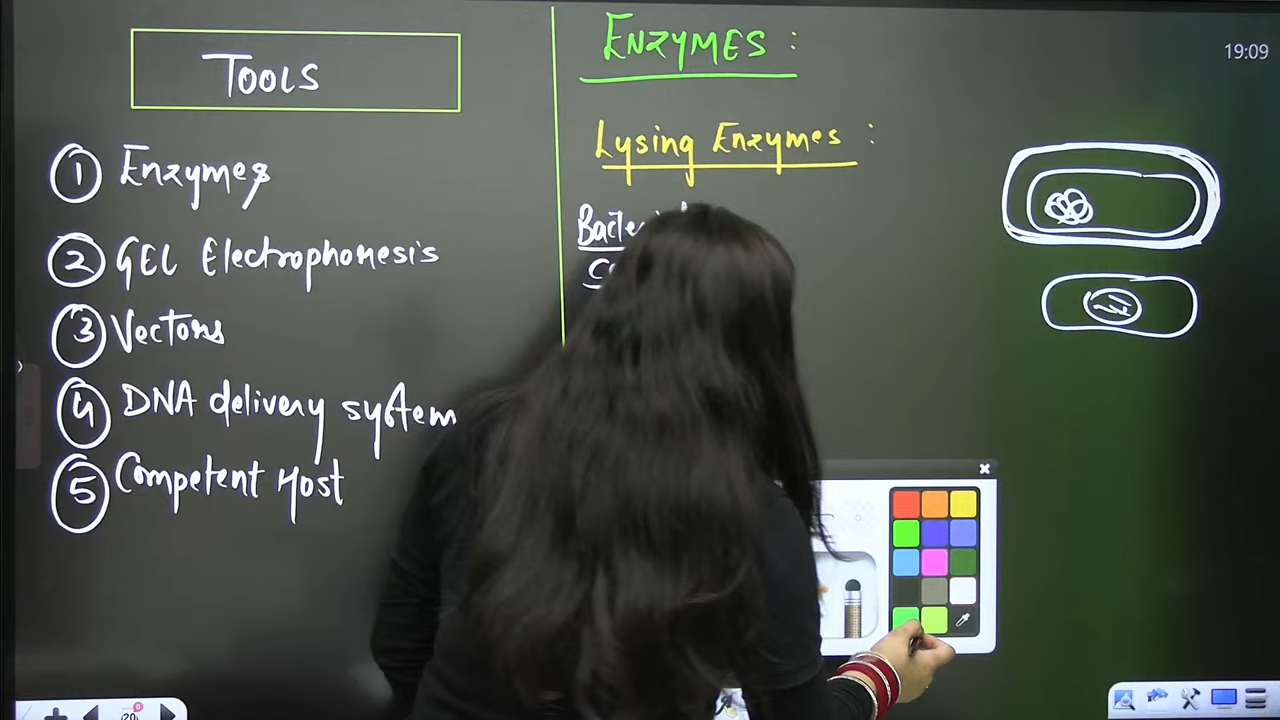 TOOLS
1 Enzymes
2 GEL Electrophonesis
3 Vectors
4 DNA delivery system
5 Competent Host
ENZYMES :
Lysing Enzymes :
19:09